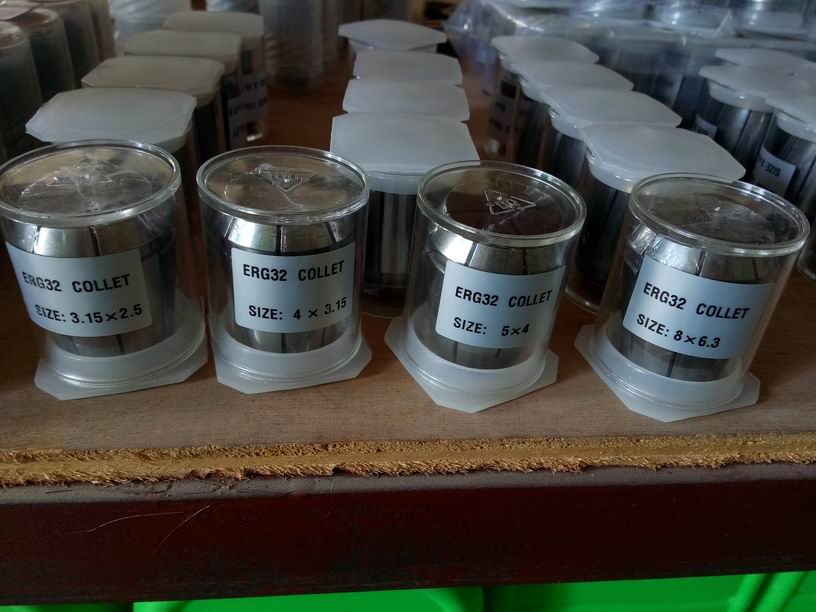 ERG32 COLLET
SIZE: 3.15×2.5
ERG32 COLLET
SIZE: 4 × 3.15
ERG32 COLLET
SIZE: 5×4
ERG32 COLLET
SIZE: 8×6.3
SIZE